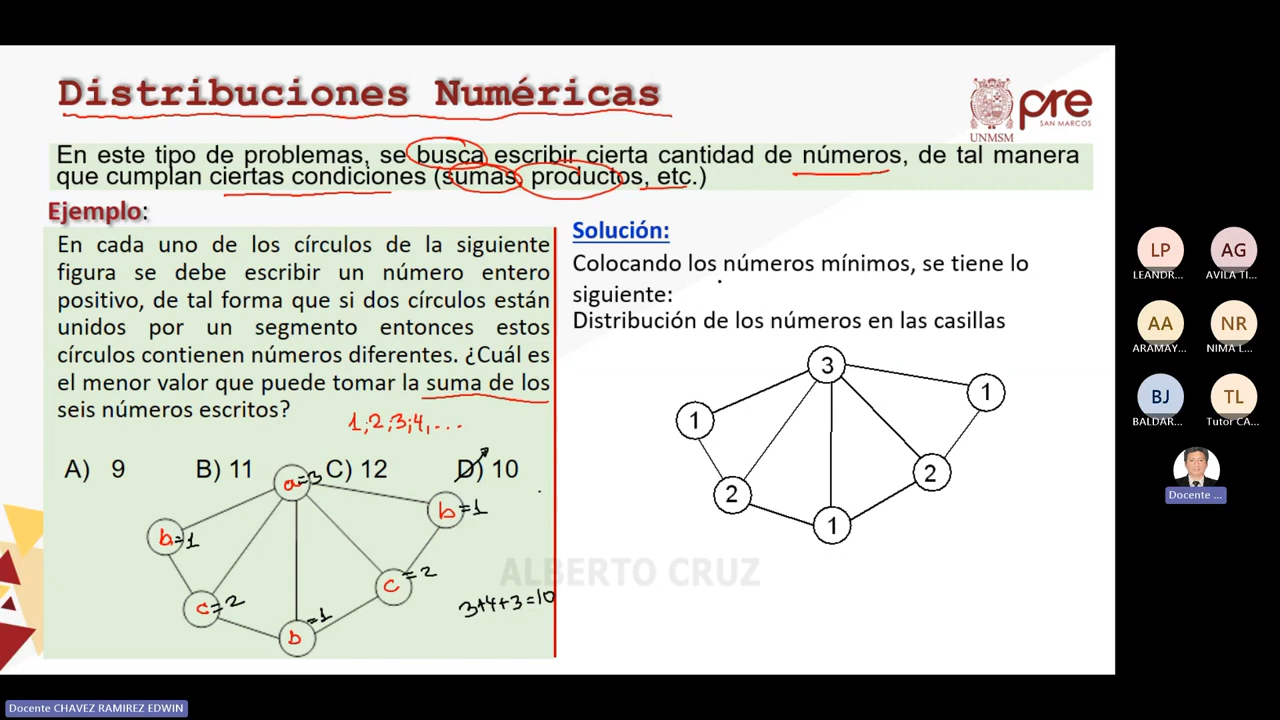 Distribuciones Numéricas
UNMSM
pre
SAN MARCOS
En este tipo de problemas, se busca escribir cierta cantidad de números, de tal manera
que cumplan ciertas condiciones (sumas, productos, etc.)
Ejemplo:
En cada uno de los círculos de la siguiente
figura se debe escribir un número entero
positivo, de tal forma que si dos círculos están
unidos por un segmento entonces estos
círculos contienen números diferentes. ¿Cuál es
el menor valor que puede tomar la suma de los
seis números escritos?
1;2;3;4,...
A) 9 B) 11 C) 12 D) 10
a=3
b=1
b=1
c=2
c=2
b=1
3+4+3=10
Solución:
Colocando los números mínimos, se tiene lo
siguiente:
Distribución de los números en las casillas
3
1
1
2
2
1
ALBERTO CRUZ
LP
LEANDR...
AG
AVILA TI...
AA
ARAMAY...
NR
NIMA L...
BJ
BALDAR...
TL
Tutor CA...
Docente ...
Docente CHAVEZ RAMIREZ EDWIN